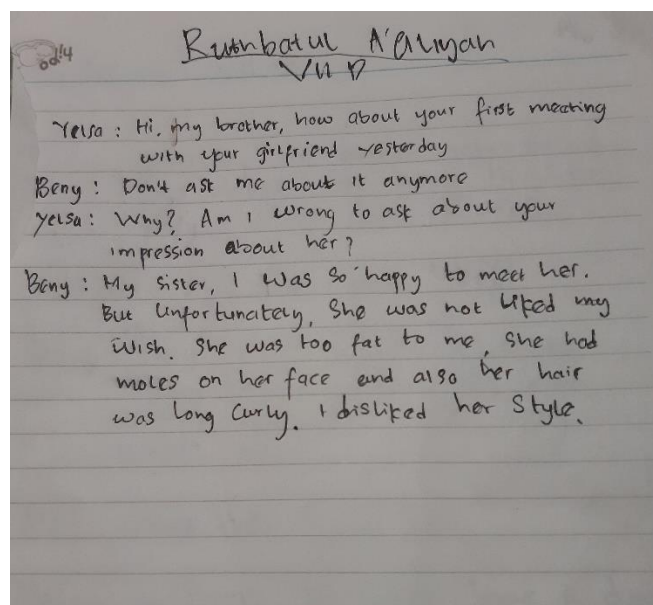 Ruthbatul A'aliyah
VII D
Yelsa : Hi, my brother, how about your first meeting
with your girlfriend yesterday
Beny : Don't ask me about it anymore
Yelsa : Why? Am I wrong to ask about your
impression about her?
Beny : My sister, I was so happy to meet her.
But Unfortunately, She was not liked my
wish. She was too fat to me, She had
moles on her face and also her hair
was long curly. I disliked her Style.